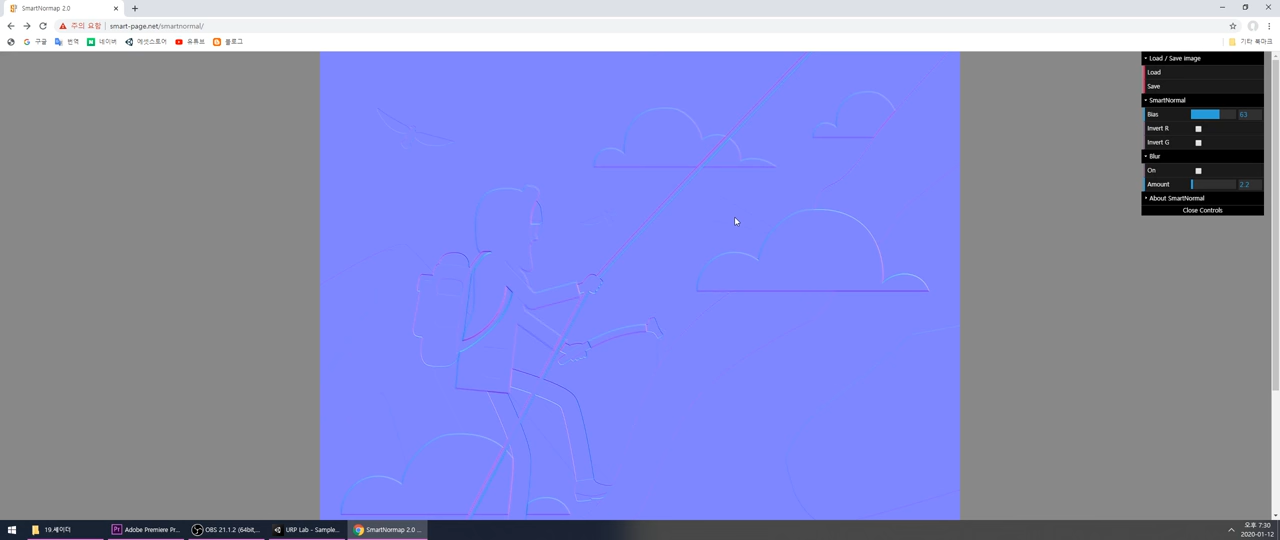 SmartNormap 2.0
주의 요함 smart-page.net/smartnormal/
구글 번역 네이버 에셋스토어 유튜브 블로그 기타 북마크
Load / Save image
Load
Save
SmartNormal
Bias 63
Invert R
Invert G
Blur
On
Amount 2.2
About SmartNormal
Close Controls
19.셰이더 Adobe Premiere Pr... OBS 21.1.2 (64bit,... URP Lab - Sample... SmartNormap 2.0 ...
오후 7:30
2020-01-12